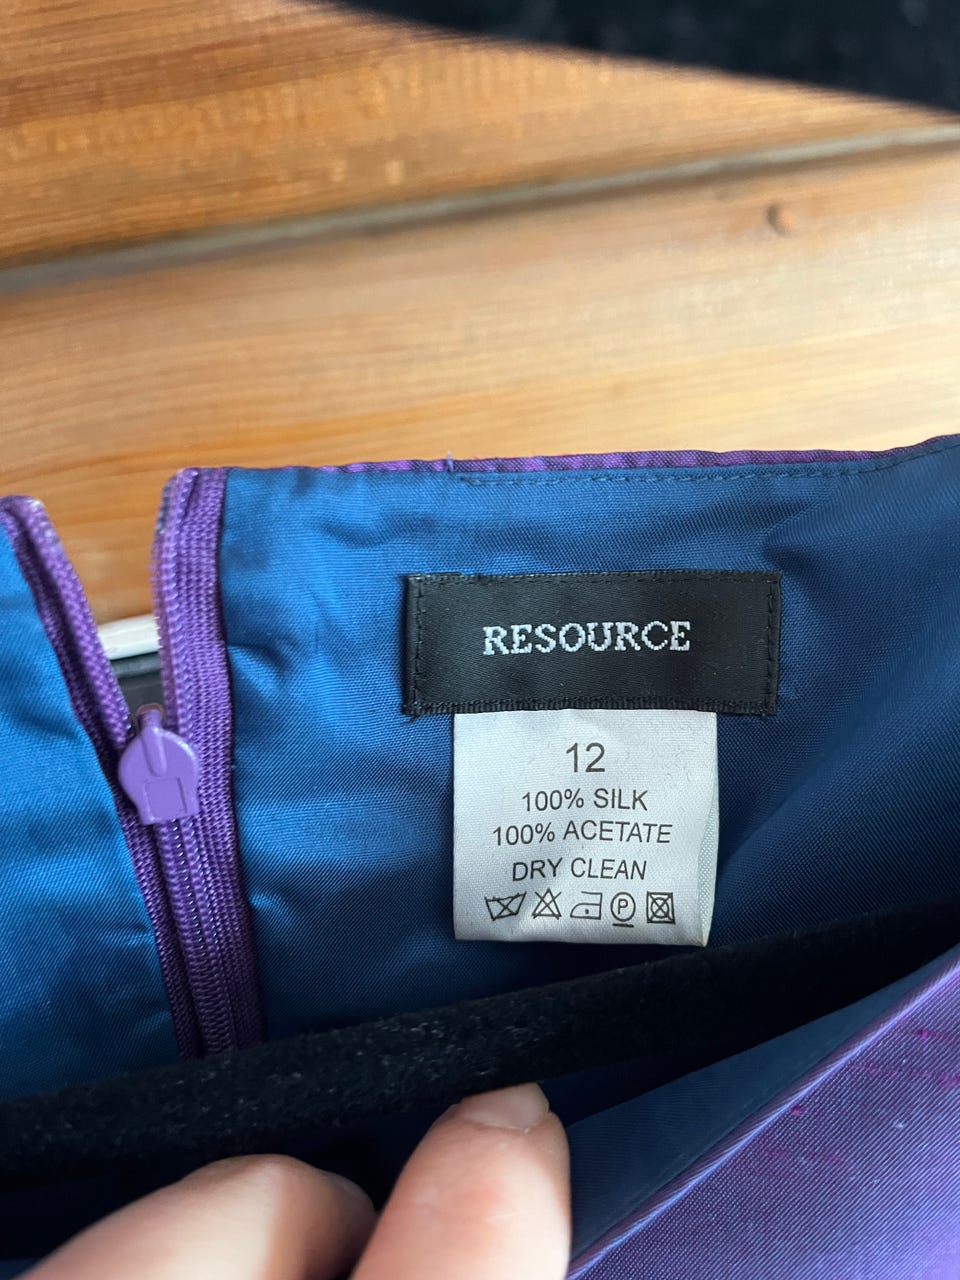 RESOURCE
12
100% SILK
100% ACETATE
DRY CLEAN
P